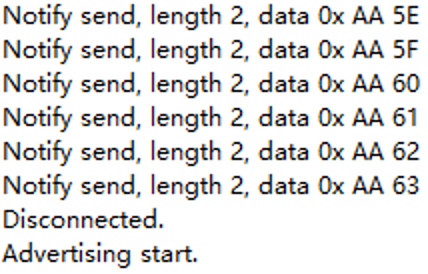 Notify send, length 2, data 0x AA 5E
Notify send, length 2, data 0x AA 5F
Notify send, length 2, data 0x AA 60
Notify send, length 2, data 0x AA 61
Notify send, length 2, data 0x AA 62
Notify send, length 2, data 0x AA 63
Disconnected.
Advertising start.